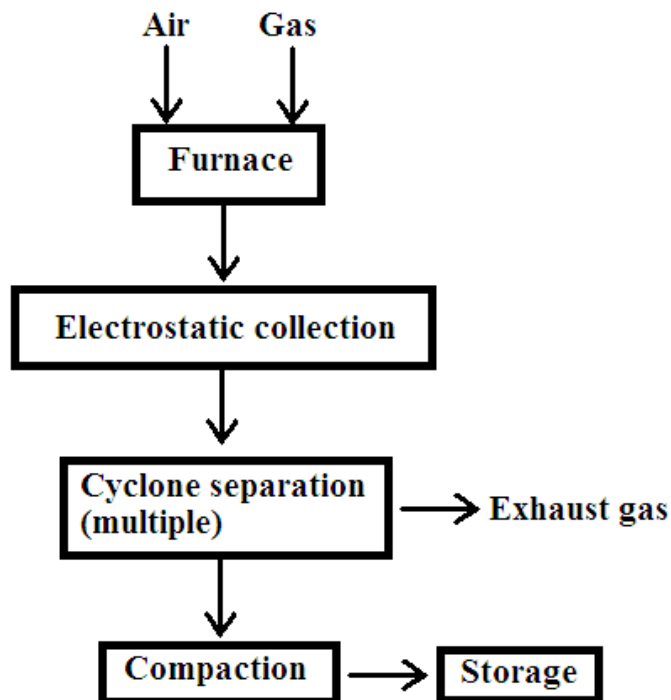 Air
Gas
Furnace
Electrostatic collection
Cyclone separation
(multiple)
Exhaust gas
Compaction
Storage